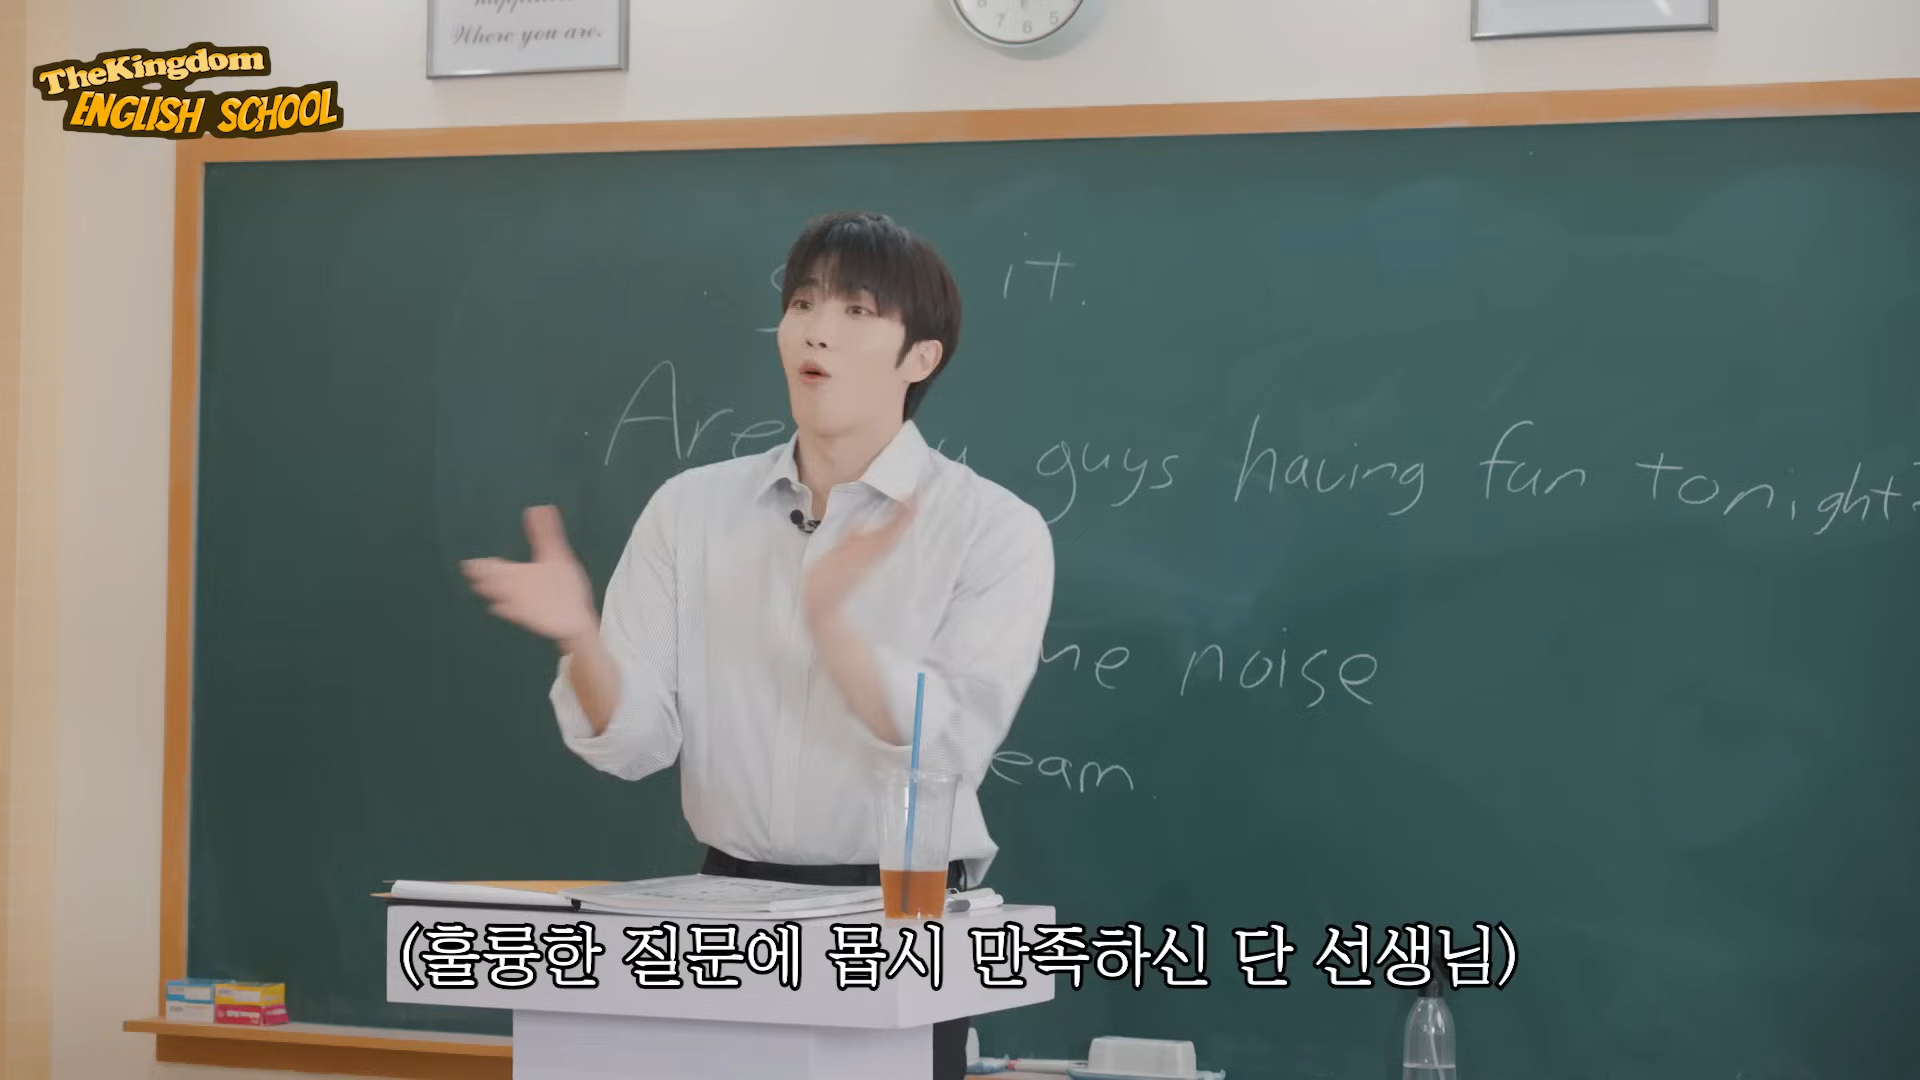 Where you are.
TheKingdom
ENGLISH SCHOOL
it.
Are guys having fun tonight?
noise
(훌륭한 질문에 몹시 만족하신 단 선생님)